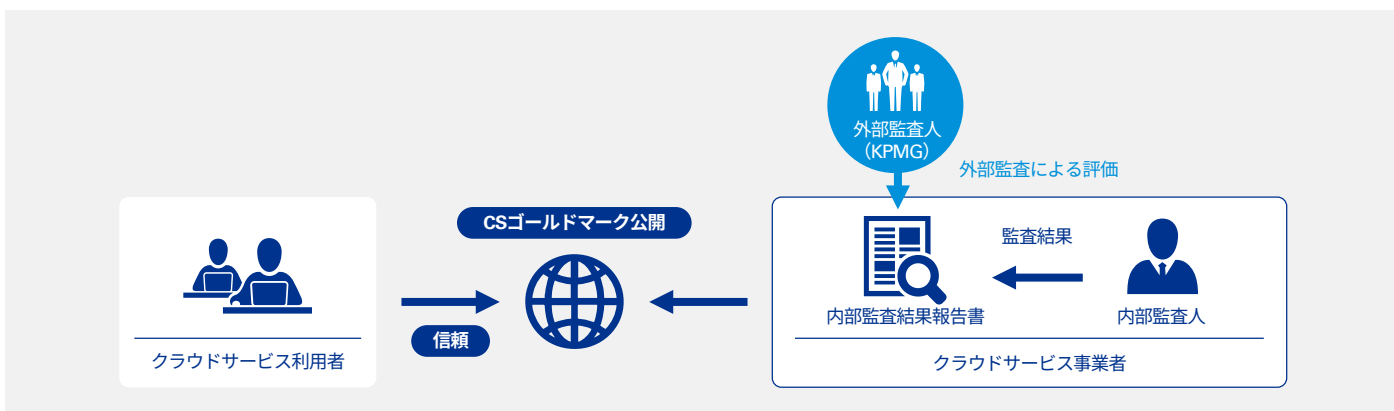 外部監査人
（KPMG）
外部監査による評価
CSゴールドマーク公開
信頼
クラウドサービス利用者
監査結果
内部監査結果報告書
内部監査人
クラウドサービス事業者